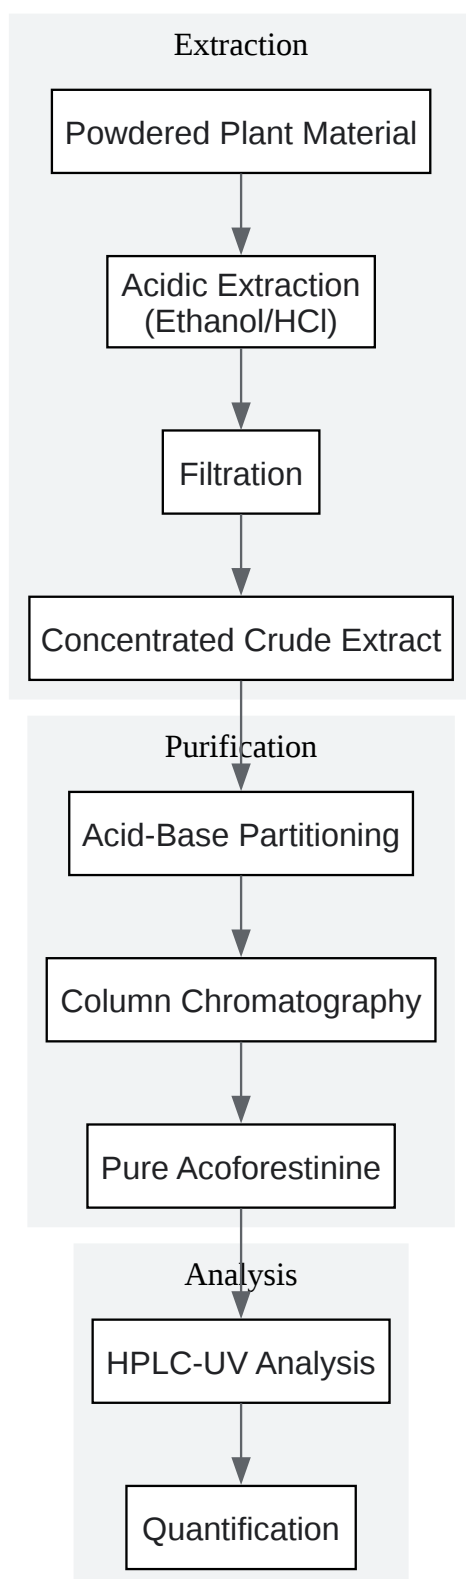 Extraction
Powdered Plant Material
Acidic Extraction
(Ethanol/HCl)
Filtration
Concentrated Crude Extract
Purification
Acid-Base Partitioning
Column Chromatography
Pure Acoforestinine
Analysis
HPLC-UV Analysis
Quantification